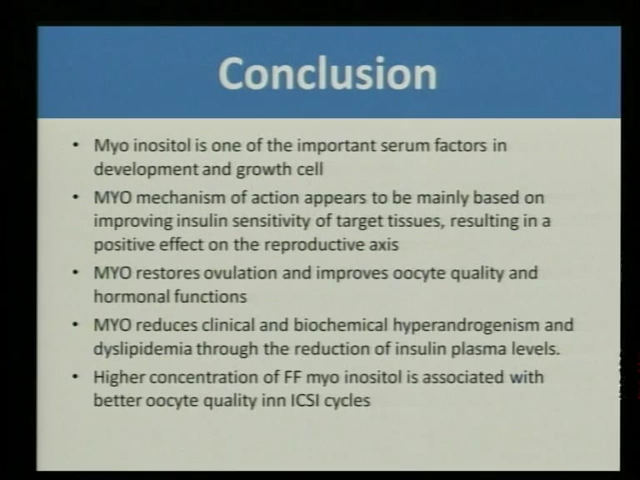 Conclusion
• Myo inositol is one of the important serum factors in
development and growth cell
• MYO mechanism of action appears to be mainly based on
improving insulin sensitivity of target tissues, resulting in a
positive effect on the reproductive axis
• MYO restores ovulation and improves oocyte quality and
hormonal functions
• MYO reduces clinical and biochemical hyperandrogenism and
dyslipidemia through the reduction of insulin plasma levels.
• Higher concentration of FF myo inositol is associated with
better oocyte quality inn ICSI cycles